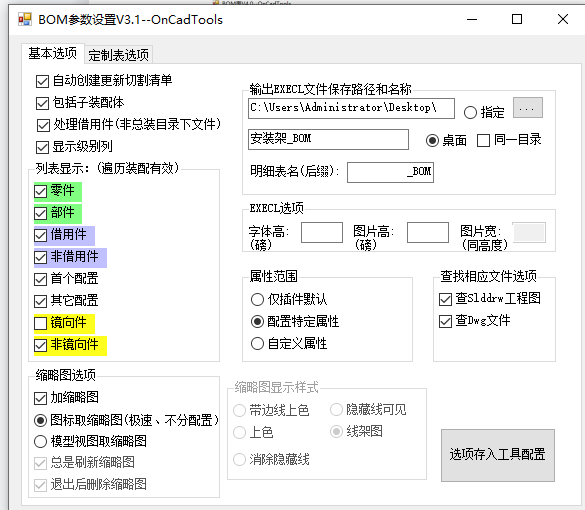 BOM参数设置V3.1--OnCadTools
基本选项 定制表选项
自动创建更新切割清单
包括子装配体
处理借用件(非总装目录下文件)
显示级别列
列表显示: (遍历装配有效)
零件
部件
借用件
非借用件
首个配置
其它配置
镜向件
非镜向件
缩略图选项
加缩略图
图标取缩略图(极速、不分配置)
模型视图取缩略图
总是刷新缩略图
退出后删除缩略图
输出EXECL文件保存路径和名称
C:\Users\Administrator\Desktop\ 指定 ...
安装架_BOM 桌面 同一目录
明细表名(后缀): _BOM
EXECL选项
字体高: 图片高: 图片宽:
(磅) (磅) (同高度)
属性范围
仅插件默认
配置特定属性
自定义属性
查找相应文件选项
查Slddrw工程图
查Dwg文件
缩略图显示样式
带边线上色 隐藏线可见
上色 线架图
消除隐藏线
选项存入工具配置